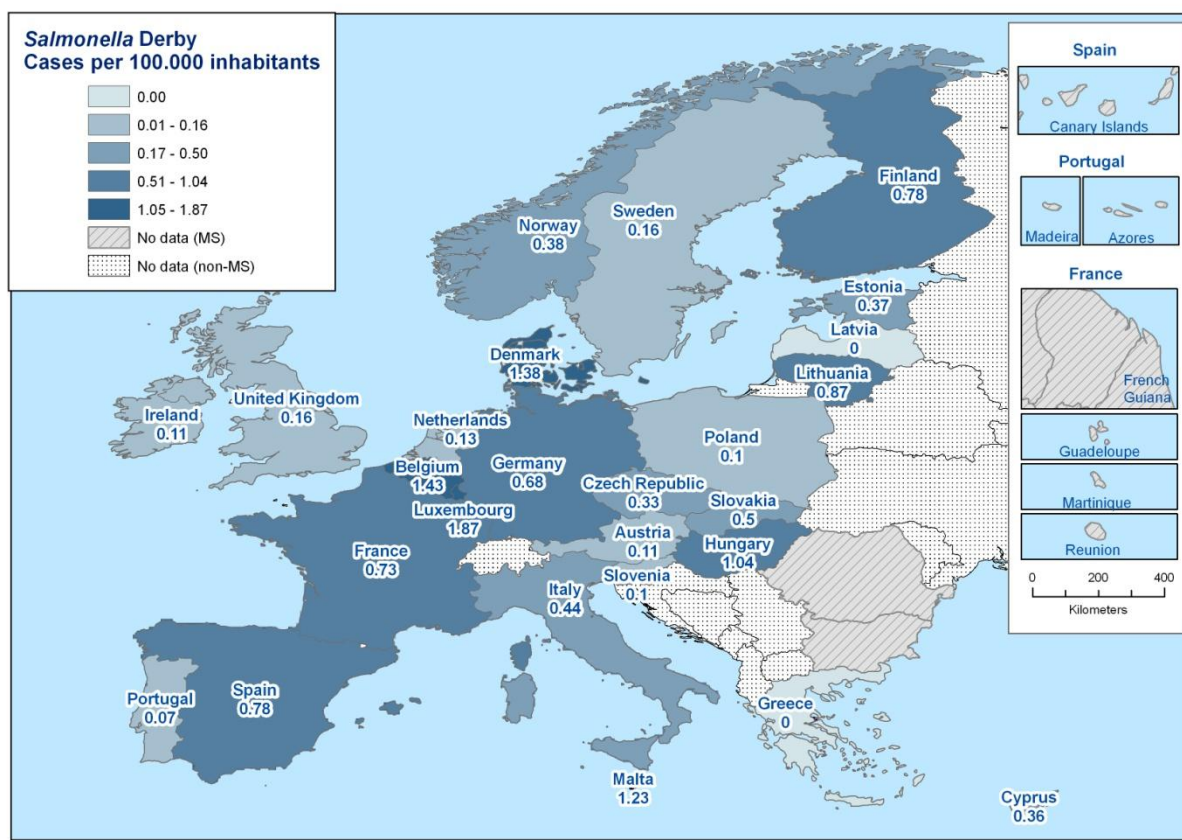 Salmonella Derby
Cases per 100.000 inhabitants
0.00
0.01 - 0.16
0.17 - 0.50
0.51 - 1.04
1.05 - 1.87
No data (MS)
No data (non-MS)
Finland
0.78
Sweden
0.16
Norway
0.38
Estonia
0.37
Latvia
0
Denmark
1.38
Lithuania
0.87
United Kingdom
0.16
Ireland
0.11
Netherlands
0.13
Poland
0.1
Belgium
1.43
Germany
0.68
Czech Republic
0.33
Slovakia
0.5
Luxembourg
1.87
Austria
0.11
Hungary
1.04
France
0.73
Slovenia
0.1
Italy
0.44
Portugal
0.07
Spain
0.78
Greece
0
Malta
1.23
Cyprus
0.36
Spain
Canary Islands
Portugal
Madeira
Azores
France
French
Guiana
Guadeloupe
Martinique
Reunion
0 200 400
Kilometers